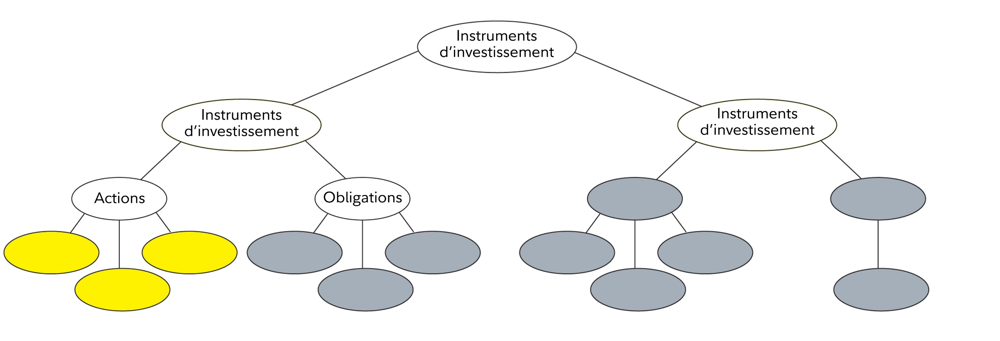 Instruments
d’investissement
Instruments
d’investissement
Instruments
d’investissement
Actions
Obligations